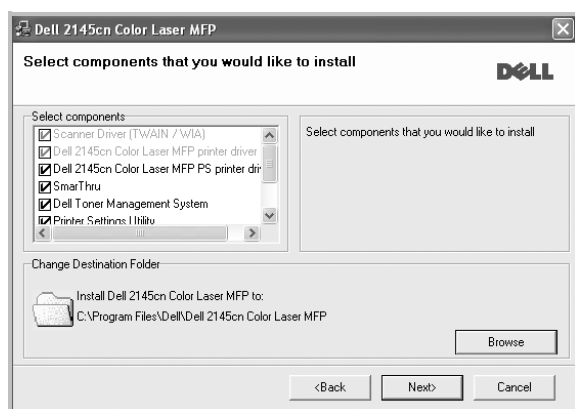 Dell 2145cn Color Laser MFP
Select components that you would like to install
DELL
Select components
Scanner Driver (TWAIN / WIA)
Dell 2145cn Color Laser MFP printer driver
Dell 2145cn Color Laser MFP PS printer dri
SmarThru
Dell Toner Management System
Printer Settings Utility
Select components that you would like to install
Change Destination Folder
Install Dell 2145cn Color Laser MFP to:
C:\Program Files\Dell\Dell 2145cn Color Laser MFP
Browse
<Back
Next>
Cancel